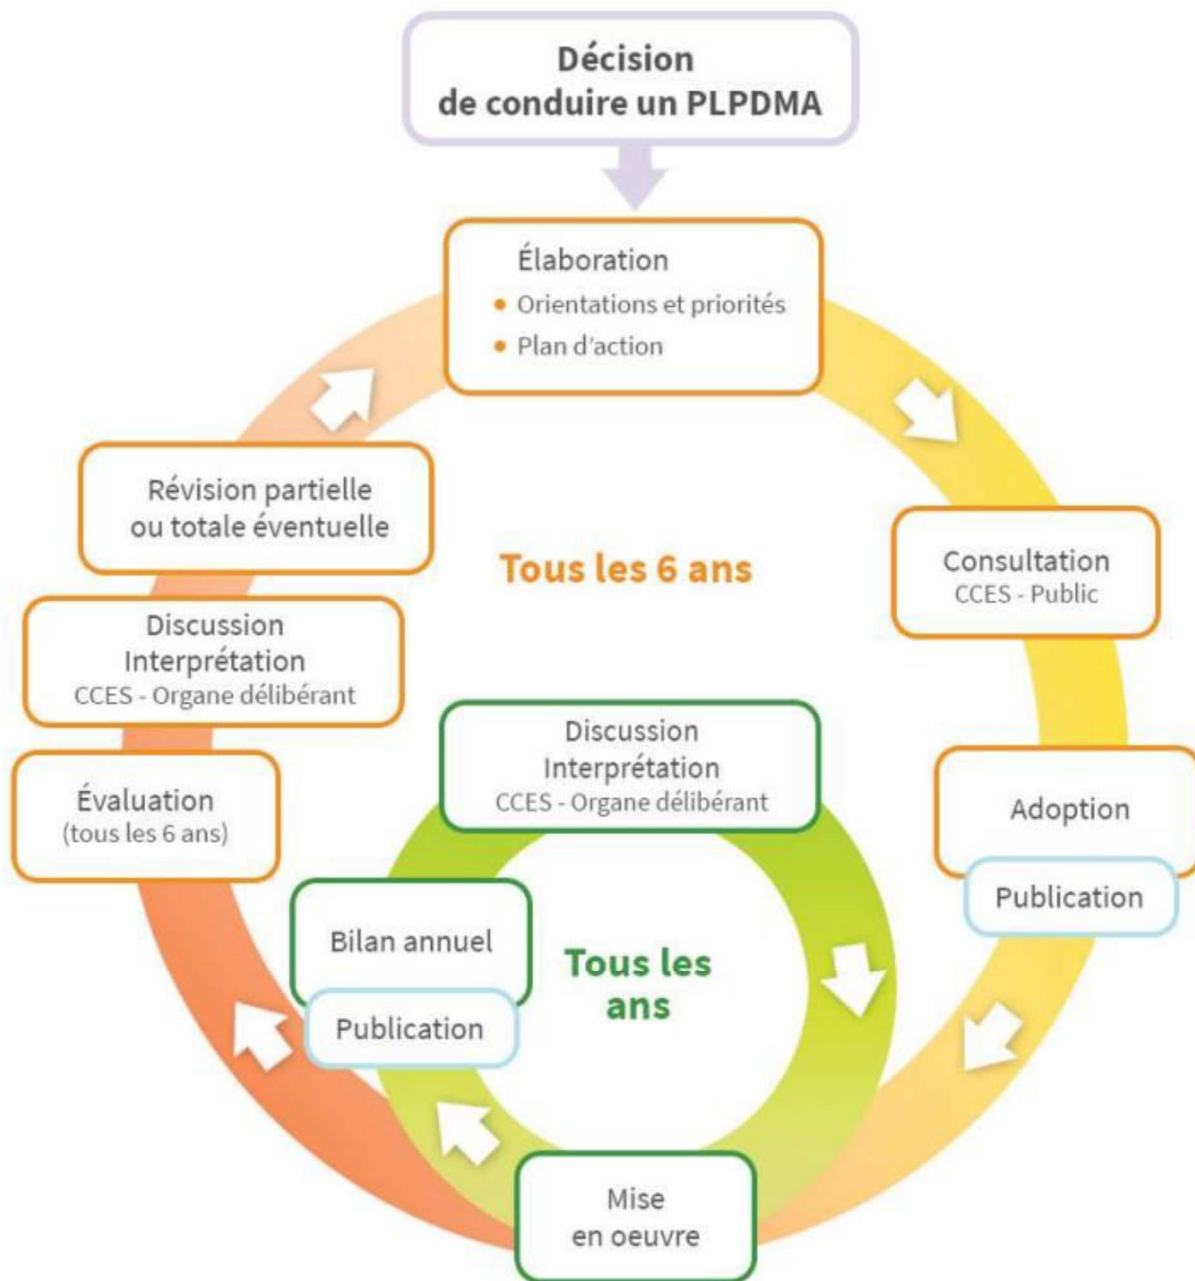 Décision
de conduire un PLPDMA
Élaboration
• Orientations et priorités
• Plan d'action
Révision partielle
ou totale éventuelle
Tous les 6 ans
Consultation
CCES - Public
Discussion
Interprétation
CCES - Organe délibérant
Discussion
Interprétation
CCES - Organe délibérant
Évaluation
(tous les 6 ans)
Adoption
Publication
Bilan annuel
Publication
Tous les
ans
Mise
en oeuvre